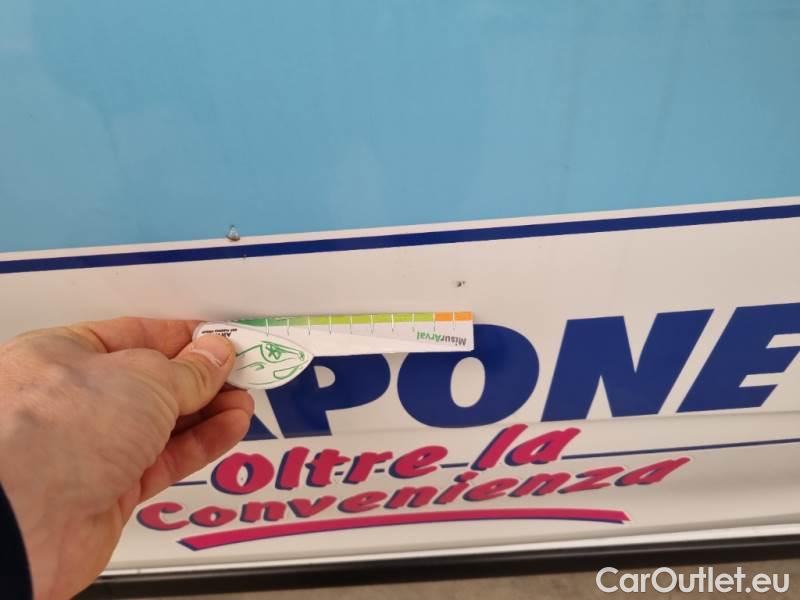 APONE
Oltre la
Convenienza
MisurArval
CarOutlet.eu